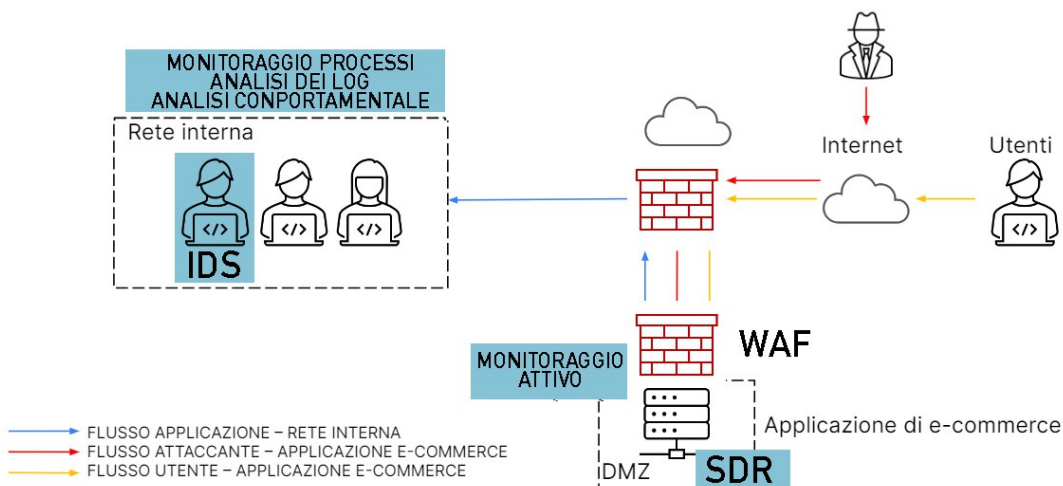 MONITORAGGIO PROCESSI
ANALISI DEI LOG
ANALISI CONPORTAMENTALE
Rete interna
</>
</>
</>
IDS
Internet
Utenti
</>
WAF
MONITORAGGIO
ATTIVO
Applicazione di e-commerce
DMZ
SDR
FLUSSO APPLICAZIONE – RETE INTERNA
FLUSSO ATTACCANTE – APPLICAZIONE E-COMMERCE
FLUSSO UTENTE – APPLICAZIONE E-COMMERCE